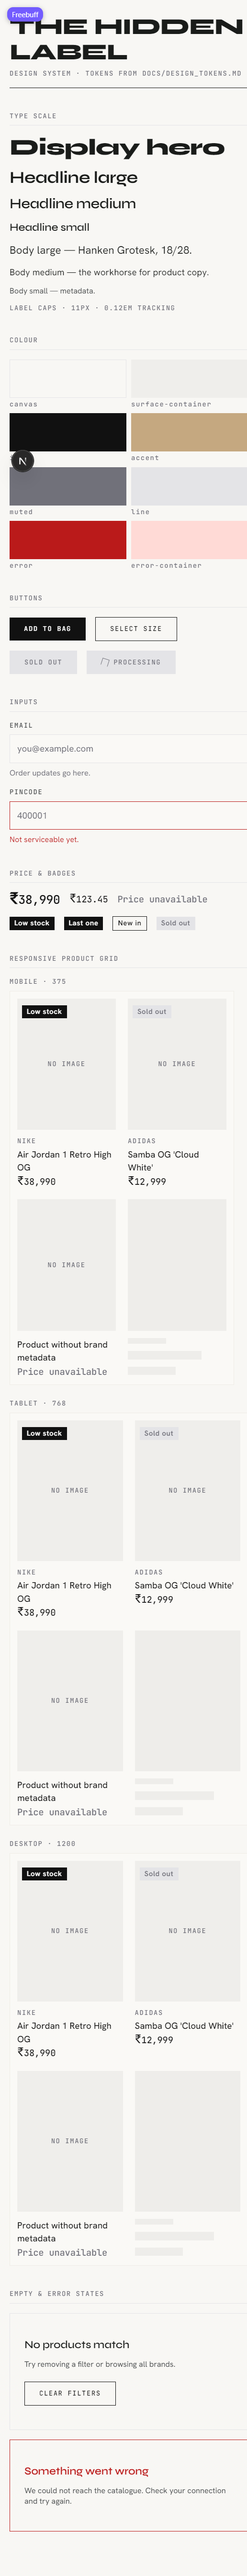 Freebuff
THE HIDDEN
LABEL
DESIGN SYSTEM · TOKENS FROM DOCS/DESIGN_TOKENS.MD
TYPE SCALE
Display hero
Headline large
Headline medium
Headline small
Body large — Hanken Grotesk, 18/28.
Body medium — the workhorse for product copy.
Body small — metadata.
LABEL CAPS · 11PX · 0.12EM TRACKING
COLOUR
canvas surface-container
accent
N
muted line
error error-container
BUTTONS
ADD TO BAG SELECT SIZE
SOLD OUT PROCESSING
INPUTS
EMAIL
you@example.com
Order updates go here.
PINCODE
400001
Not serviceable yet.
PRICE & BADGES
₹38,990 ₹123.45 Price unavailable
Low stock Last one New in Sold out
RESPONSIVE PRODUCT GRID
MOBILE · 375
Low stock Sold out
NO IMAGE NO IMAGE
NIKE ADIDAS
Air Jordan 1 Retro High Samba OG 'Cloud
OG White'
₹38,990 ₹12,999
NO IMAGE
Product without brand
metadata
Price unavailable
TABLET · 768
Low stock Sold out
NO IMAGE NO IMAGE
NIKE ADIDAS
Air Jordan 1 Retro High Samba OG 'Cloud White'
OG ₹12,999
₹38,990
NO IMAGE
Product without brand
metadata
Price unavailable
DESKTOP · 1200
Low stock Sold out
NO IMAGE NO IMAGE
NIKE ADIDAS
Air Jordan 1 Retro High Samba OG 'Cloud White'
OG ₹12,999
₹38,990
NO IMAGE
Product without brand
metadata
Price unavailable
EMPTY & ERROR STATES
No products match
Try removing a filter or browsing all brands.
CLEAR FILTERS
Something went wrong
We could not reach the catalogue. Check your connection
and try again.